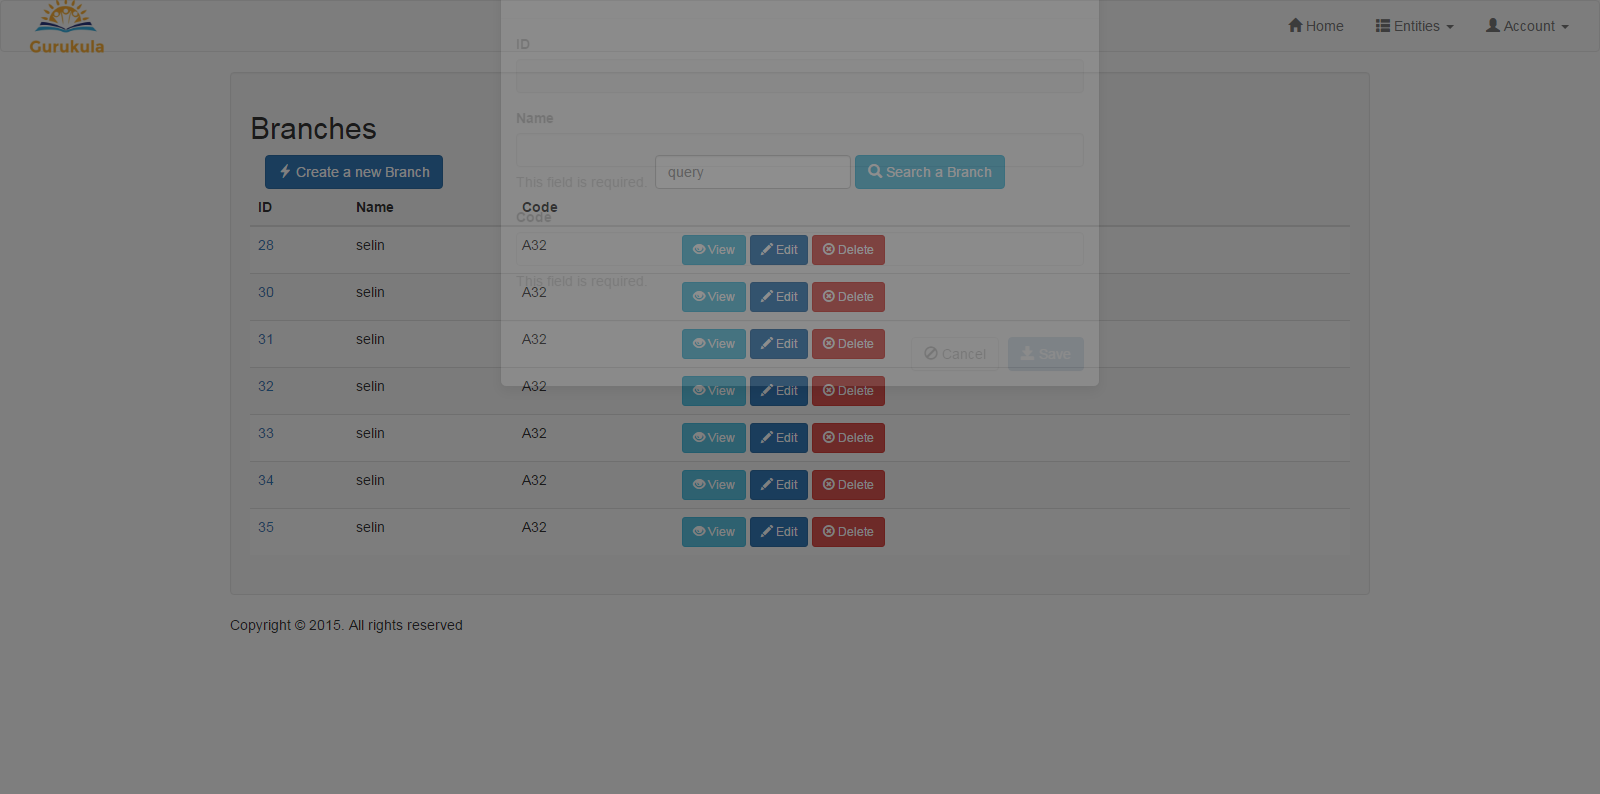 Gurukula
Home Entities Account
ID
Branches
Name
Create a new Branch
query
Search a Branch
This field is required.
ID Name Code
Code
28 selin A32 View Edit Delete
This field is required.
30 selin A32 View Edit Delete
31 selin A32 View Edit Delete
Cancel Save
32 selin A32 View Edit Delete
33 selin A32 View Edit Delete
34 selin A32 View Edit Delete
35 selin A32 View Edit Delete
Copyright © 2015. All rights reserved